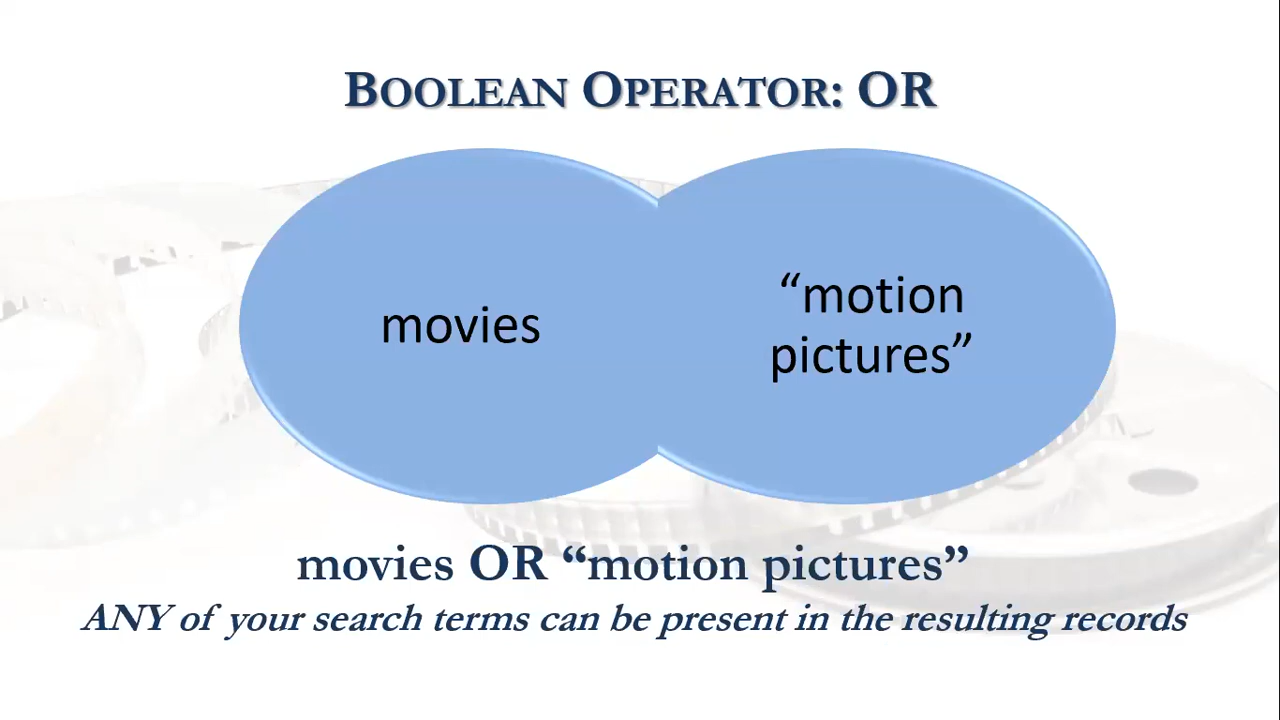 BOOLEAN OPERATOR: OR
movies
“motion
pictures”
movies OR “motion pictures”
ANY of your search terms can be present in the resulting records